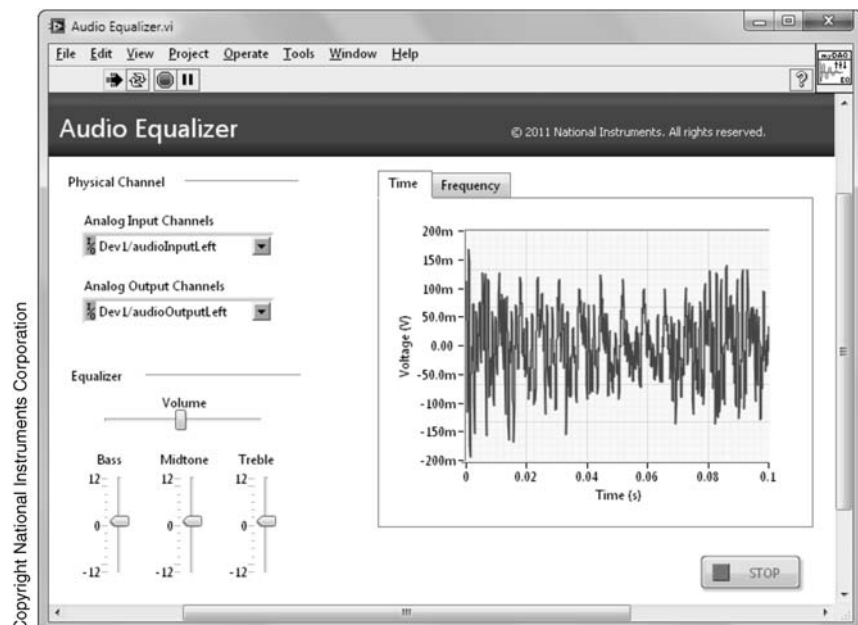 Audio Equalizer.vi
File Edit View Project Operate Tools Window Help
?
myDAQ
EQ
Audio Equalizer
© 2011 National Instruments. All rights reserved.
Physical Channel
Analog Input Channels
I/O Dev1/audioInputLeft
Analog Output Channels
I/O Dev1/audioOutputLeft
Equalizer
Volume
Bass Midtone Treble
12 12 12
0 0 0
-12 -12 -12
Time Frequency
200m
150m
100m
50.0m
0.00
-50.0m
-100m
-150m
-200m
Voltage (V)
0 0.02 0.04 0.06 0.08 0.1
Time (s)
STOP
Copyright National Instruments Corporation